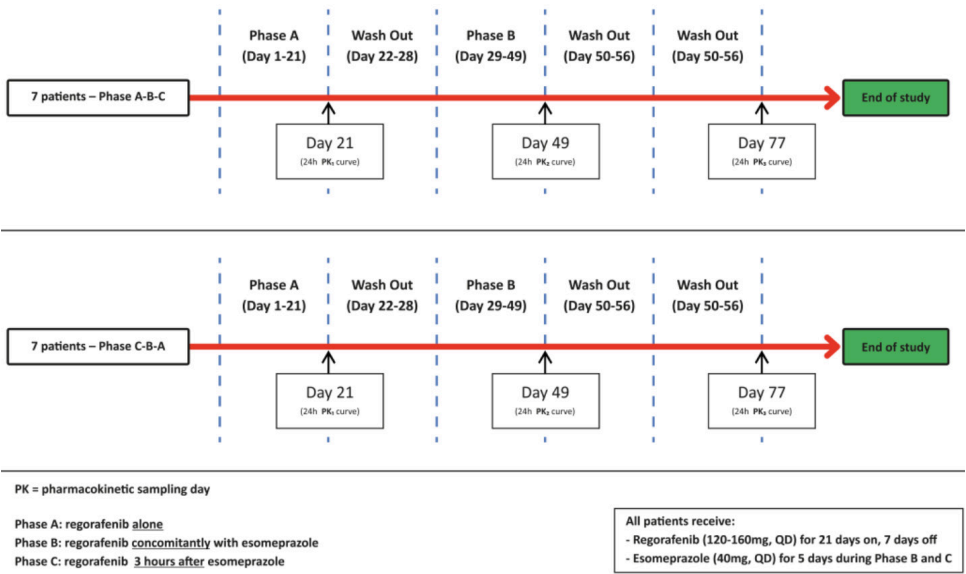 Phase A Wash Out Phase B Wash Out Wash Out
(Day 1-21) (Day 22-28) (Day 29-49) (Day 50-56) (Day 50-56)
7 patients – Phase A-B-C
End of study
Day 21 Day 49 Day 77
(24h PK₁ curve) (24h PK₂ curve) (24h PK₃ curve)
Phase A Wash Out Phase B Wash Out Wash Out
(Day 1-21) (Day 22-28) (Day 29-49) (Day 50-56) (Day 50-56)
7 patients – Phase C-B-A
End of study
Day 21 Day 49 Day 77
(24h PK₁ curve) (24h PK₂ curve) (24h PK₃ curve)
PK = pharmacokinetic sampling day
Phase A: regorafenib alone
Phase B: regorafenib concomitantly with esomeprazole
Phase C: regorafenib 3 hours after esomeprazole
All patients receive:
- Regorafenib (120-160mg, QD) for 21 days on, 7 days off
- Esomeprazole (40mg, QD) for 5 days during Phase B and C